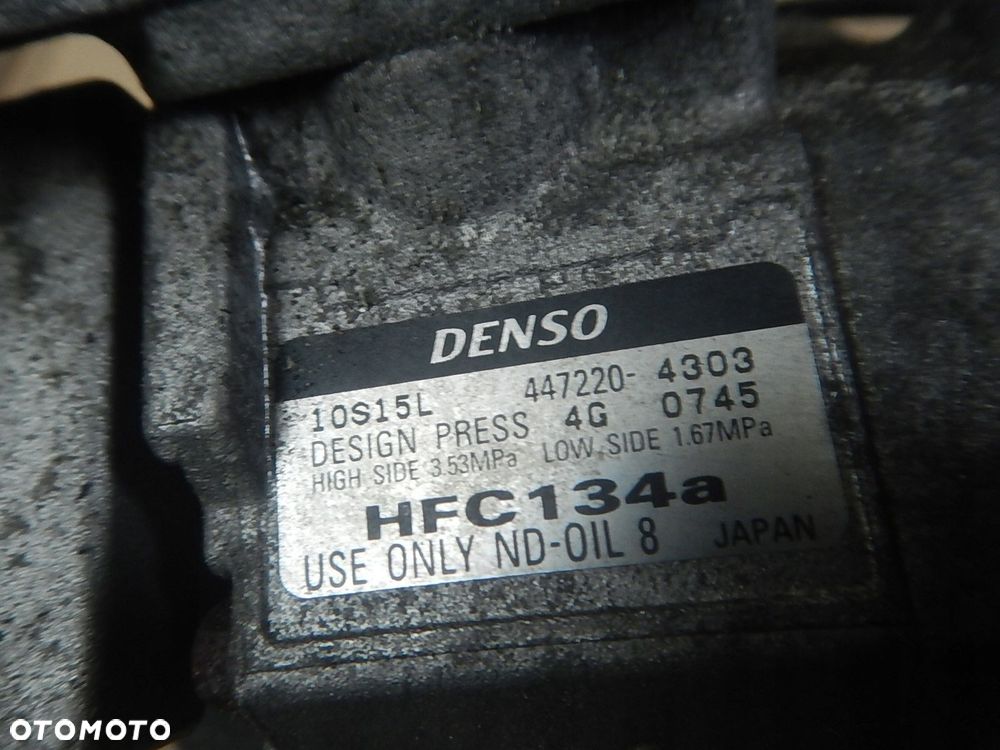 DENSO
10S15L 447220- 4303
DESIGN PRESS 4G 0745
HIGH SIDE 3.53MPa LOW SIDE 1.67MPa
HFC134a
USE ONLY ND-OIL 8 JAPAN
OTOMOTO